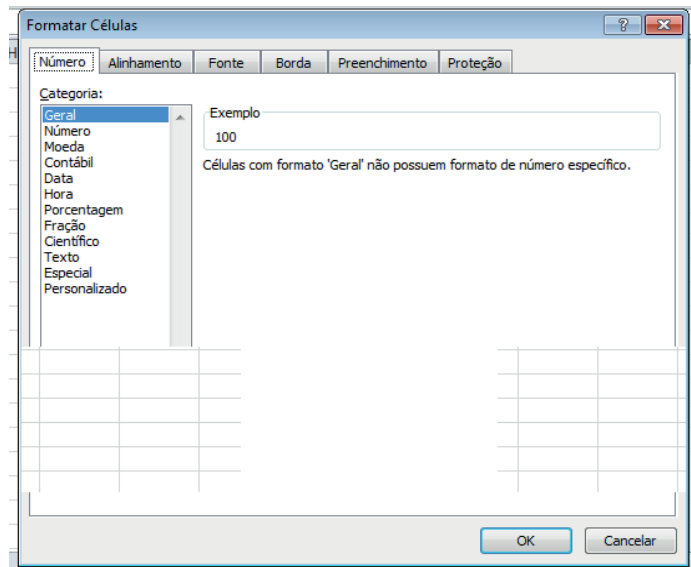 Formatar Células
H
Número Alinhamento Fonte Borda Preenchimento Proteção
Categoria:
Geral
Número
Moeda
Contábil
Data
Hora
Porcentagem
Fração
Científico
Texto
Especial
Personalizado
Exemplo
100
Células com formato 'Geral' não possuem formato de número específico.
OK Cancelar